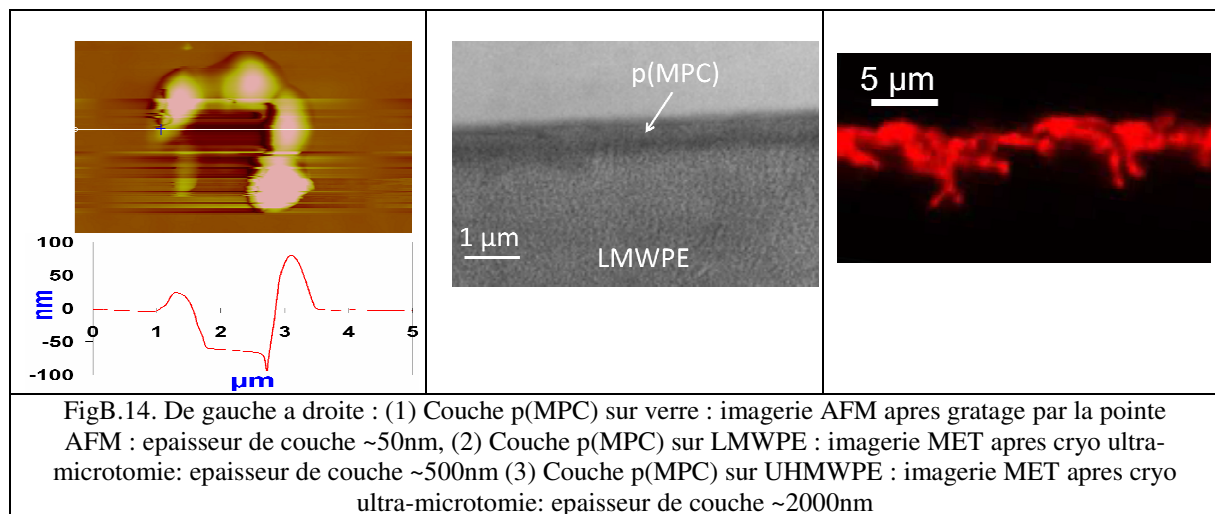 100
50
0
-50
-100
nm
0 1 2 3 4 5
µm
p(MPC)
1 µm
LMWPE
5 µm
FigB.14. De gauche a droite : (1) Couche p(MPC) sur verre : imagerie AFM apres gratage par la pointe
AFM : epaisseur de couche ~50nm, (2) Couche p(MPC) sur LMWPE : imagerie MET apres cryo ultra-
microtomie: epaisseur de couche ~500nm (3) Couche p(MPC) sur UHMWPE : imagerie MET apres cryo
ultra-microtomie: epaisseur de couche ~2000nm